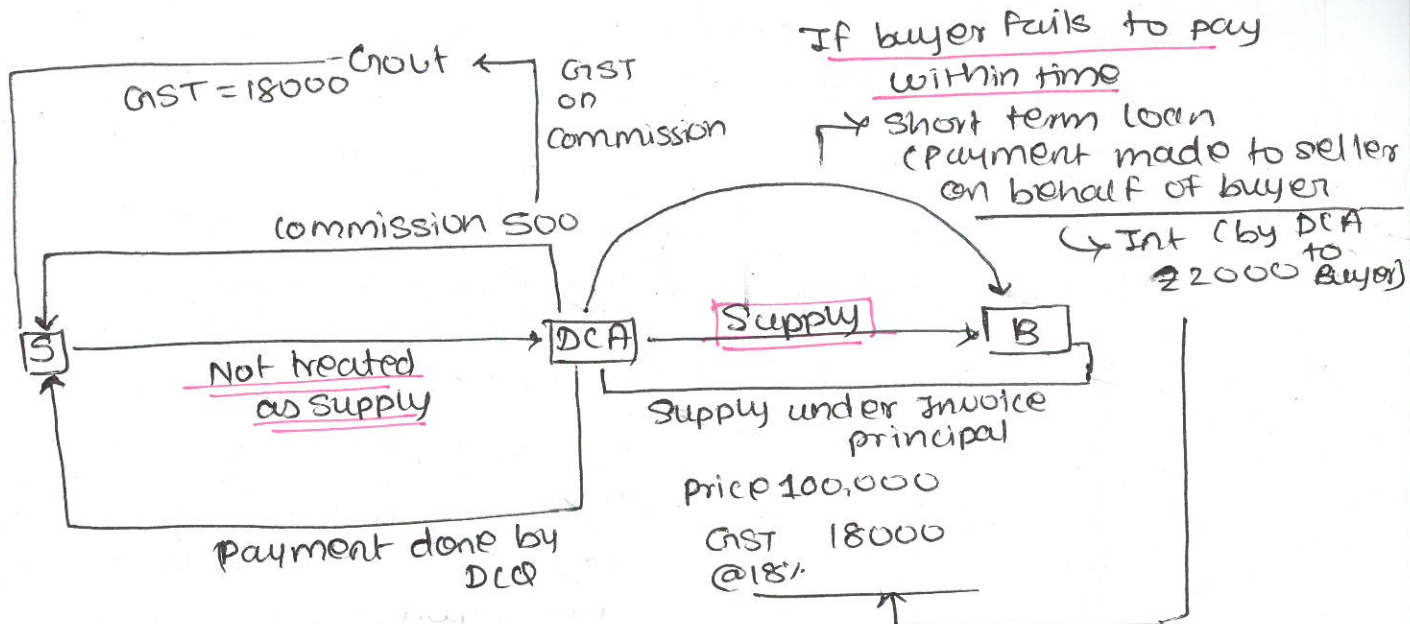 If buyer fails to pay
within time
Govt
GST = 18000
GST
on
commission
→ short term loan
(payment made to seller
on behalf of buyer
↳ Int (by DCA
to
₹2000 Buyer)
commission 500
S
Not treated
as supply
DCA
Supply
B
Supply under Invoice
principal
price 100,000
GST 18000
@18%
payment done by
DCA